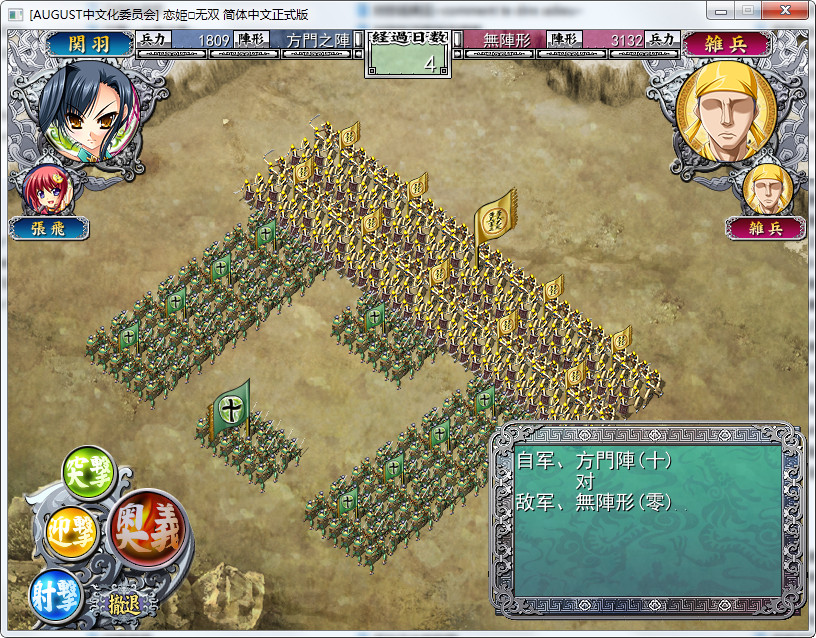 [AUGUST中文化委员会] 恋姫□无双 简体中文正式版
関羽 兵力 1809 陣形 方門之陣 経過日数 無陣形 陣形 3132 兵力 雑兵
4
張飛
雑兵
十
自军、方門陣(十)
对
敌军、無陣形(零)..
突撃
迎撃
奥義
射撃
撤退